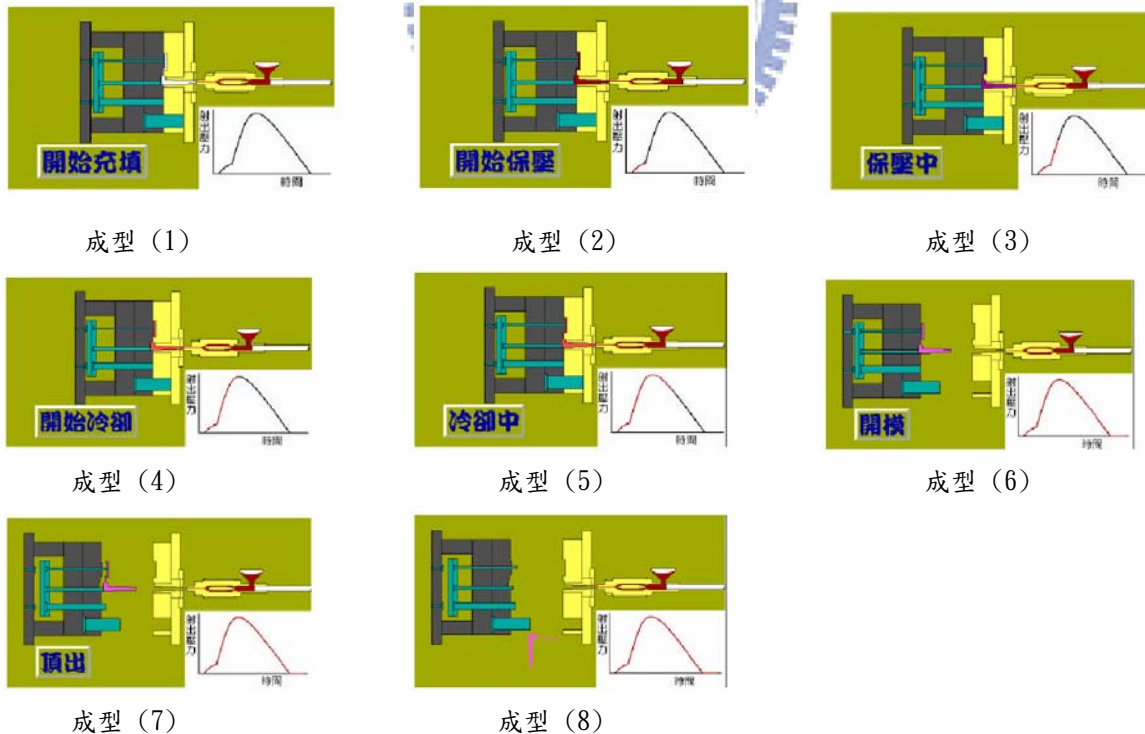 射出壓力
開始充填
時間
成型 (1)
射出壓力
開始保壓
時間
成型 (2)
射出壓力
保壓中
時間
成型 (3)
射出壓力
開始冷卻
時間
成型 (4)
射出壓力
冷卻中
時間
成型 (5)
射出壓力
開模
時間
成型 (6)
射出壓力
頂出
時間
成型 (7)
射出壓力
時間
成型 (8)